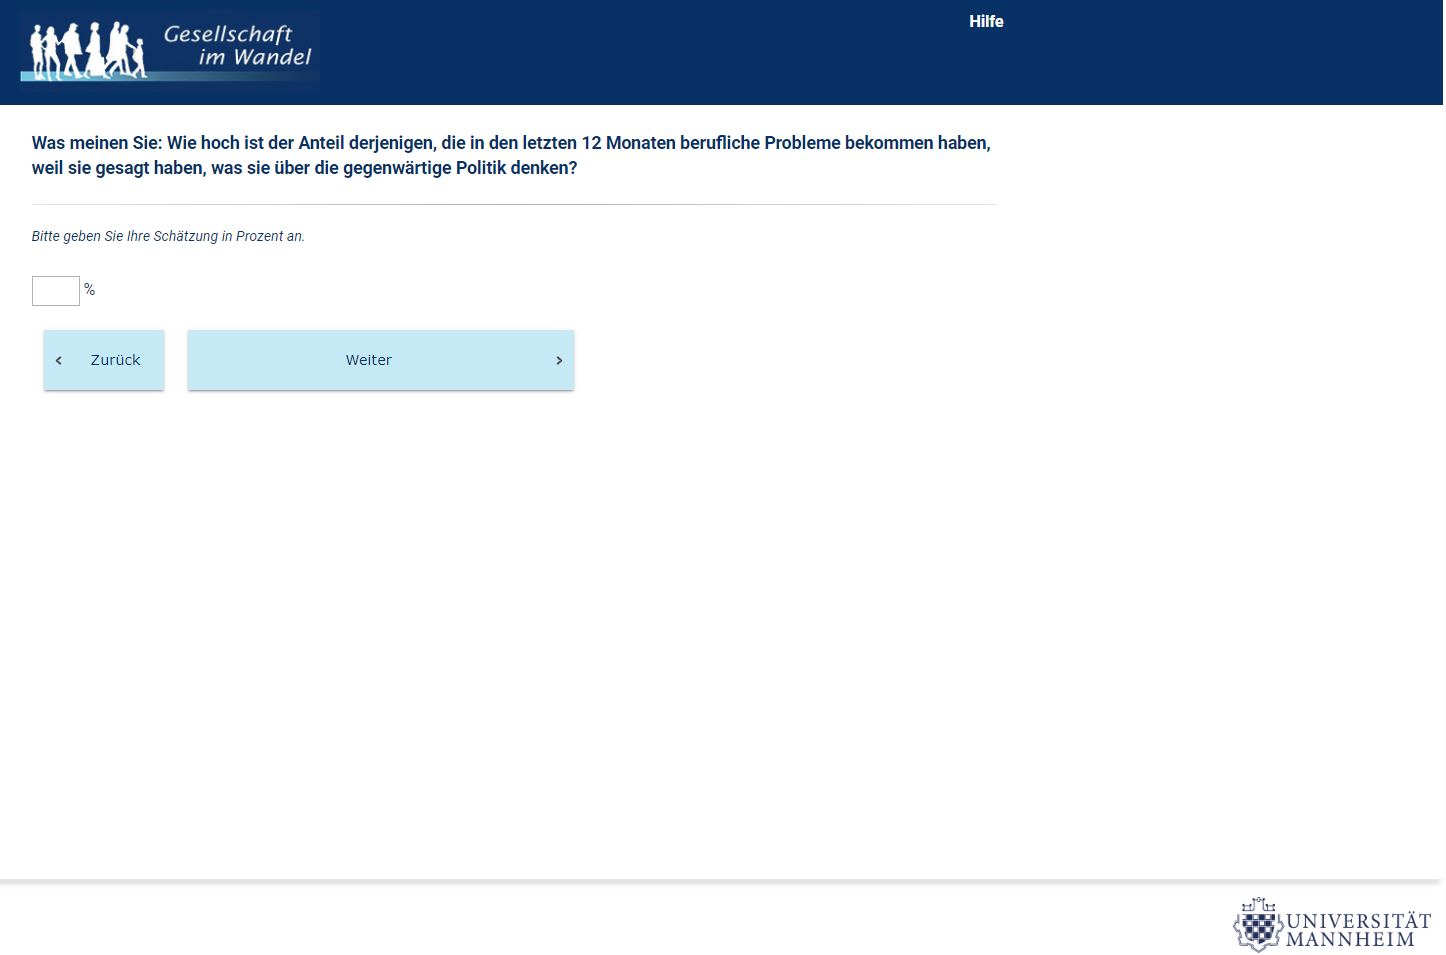 Gesellschaft
im Wandel
Hilfe
Was meinen Sie: Wie hoch ist der Anteil derjenigen, die in den letzten 12 Monaten berufliche Probleme bekommen haben,
weil sie gesagt haben, was sie über die gegenwärtige Politik denken?
Bitte geben Sie Ihre Schätzung in Prozent an.
%
Zurück
Weiter
UNIVERSITÄT
MANNHEIM